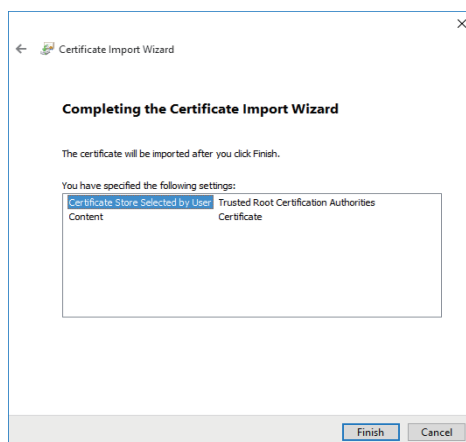 Certificate Import Wizard
Completing the Certificate Import Wizard
The certificate will be imported after you click Finish.
You have specified the following settings:
Certificate Store Selected by User Trusted Root Certification Authorities
Content Certificate
Finish Cancel